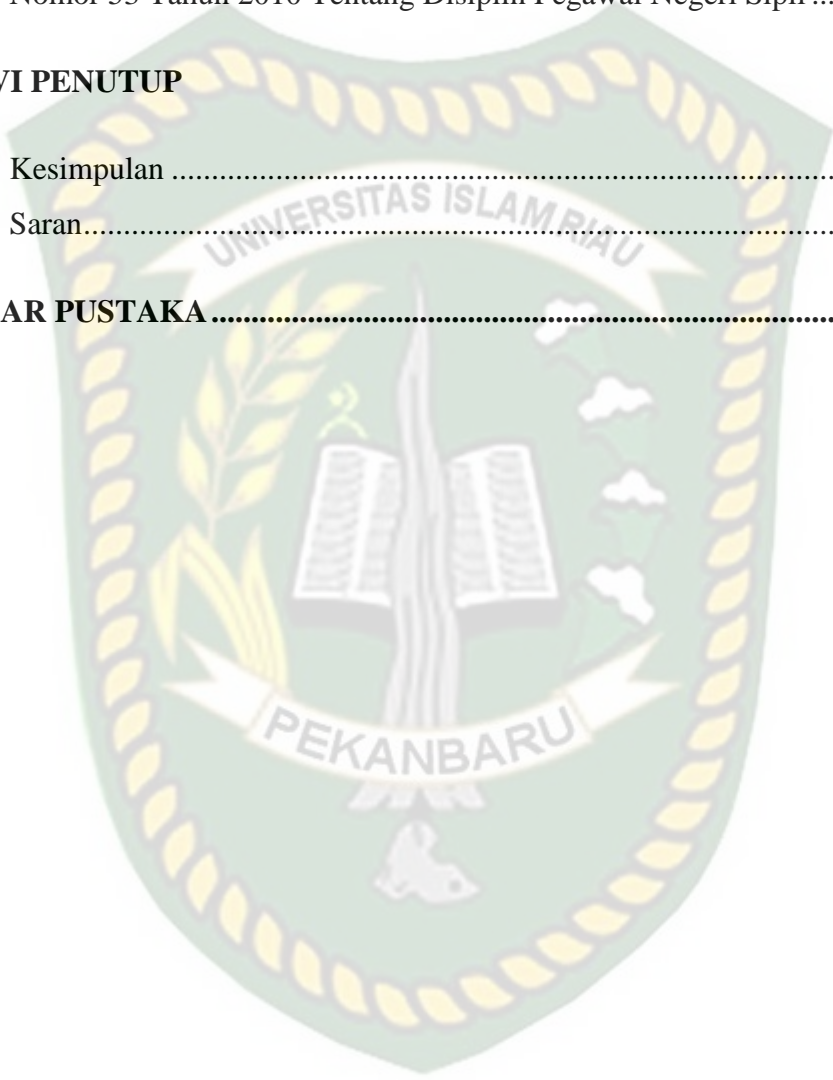 Nomor 53 Tahun 2010 Tentang Disiplin Pegawai Negeri Sipil ...
VI PENUTUP
Kesimpulan ....................................................................................
UNIVERSITAS ISLAM RIAU
Saran..............................................................................................
AR PUSTAKA..............................................................................
PEKANBARU